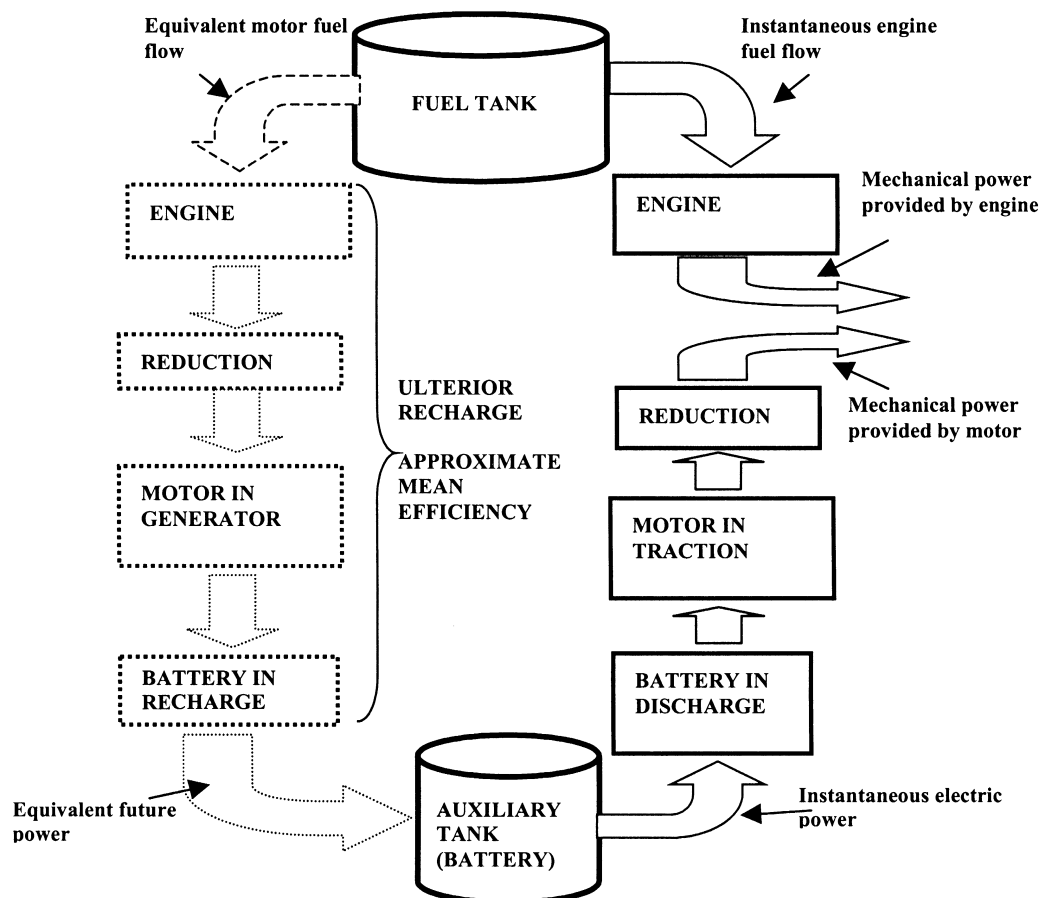 Equivalent motor fuel
flow
Instantaneous engine
fuel flow
FUEL TANK
ENGINE
REDUCTION
MOTOR IN
GENERATOR
BATTERY IN
RECHARGE
ULTERIOR
RECHARGE
APPROXIMATE
MEAN
EFFICIENCY
ENGINE
Mechanical power
provided by engine
REDUCTION
Mechanical power
provided by motor
MOTOR IN
TRACTION
BATTERY IN
DISCHARGE
Equivalent future
power
AUXILIARY
TANK
(BATTERY)
Instantaneous electric
power